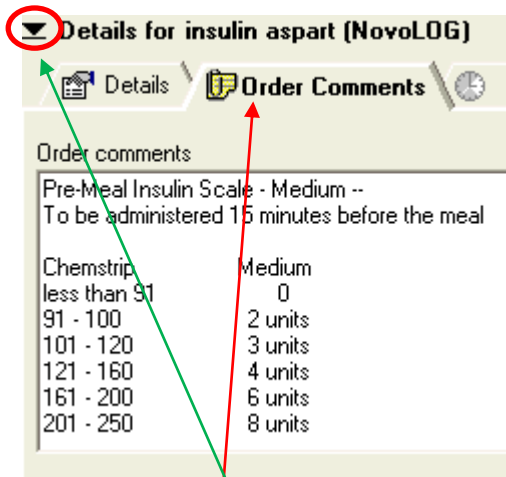 Details for insulin aspart (NovoLOG)
Details Order Comments
Order comments
Pre-Meal Insulin Scale - Medium --
To be administered 15 minutes before the meal
Chemstrip Medium
less than 91 0
91 - 100 2 units
101 - 120 3 units
121 - 160 4 units
161 - 200 6 units
201 - 250 8 units